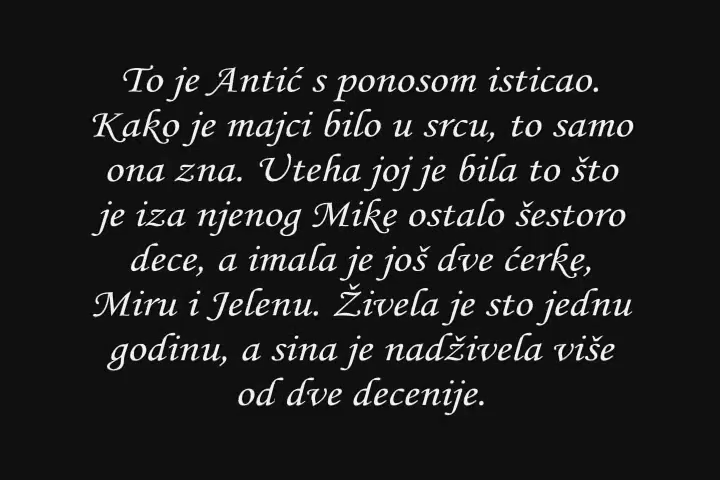 To je Antić s ponosom isticao.
Kako je majci bilo u srcu, to samo
ona zna. Uteha joj je bila to što
je iza njenog Mike ostalo šestoro
dece, a imala je još dve ćerke,
Miru i Jelenu. Živela je sto jednu
godinu, a sina je nadživela više
od dve decenije.